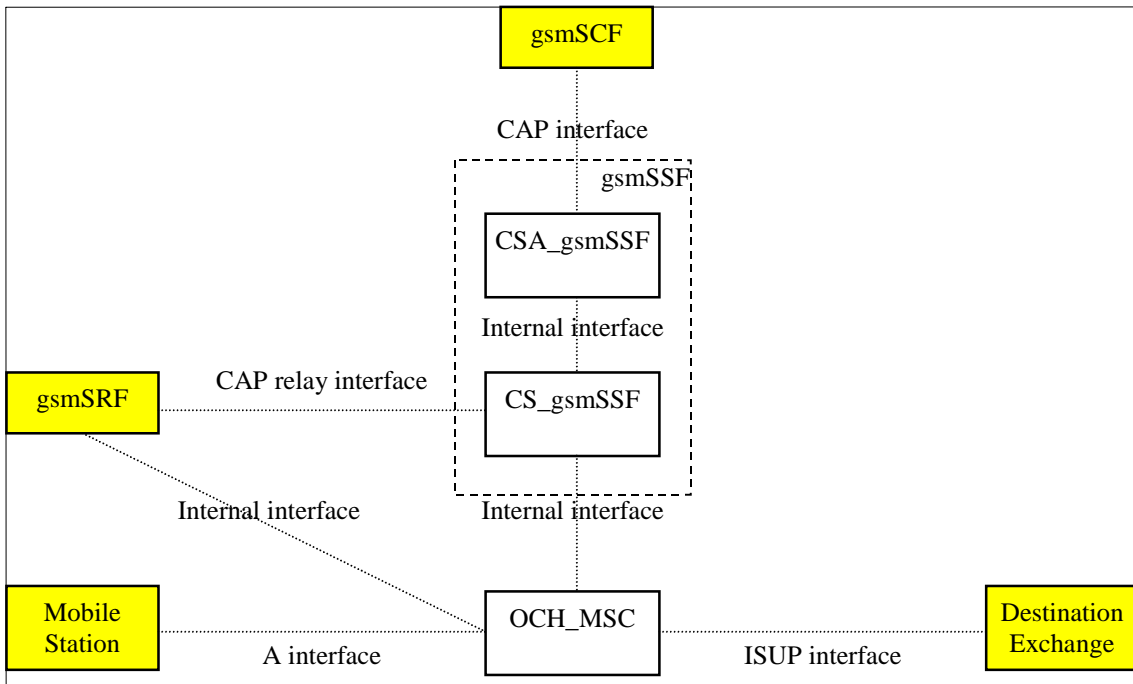 gsmSCF
CAP interface
gsmSSF
CSA_gsmSSF
Internal interface
CAP relay interface
gsmSRF
CS_gsmSSF
Internal interface
Internal interface
Mobile
Station
OCH_MSC
Destination
Exchange
A interface
ISUP interface